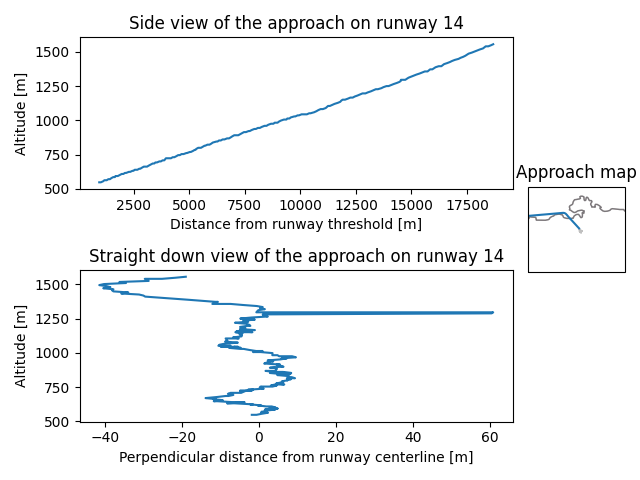 Side view of the approach on runway 14
1500
1250
1000
750
500
Altitude [m]
2500 5000 7500 10000 12500 15000 17500
Distance from runway threshold [m]
Approach map
Straight down view of the approach on runway 14
1500
1250
1000
750
500
Altitude [m]
−40 −20 0 20 40 60
Perpendicular distance from runway centerline [m]